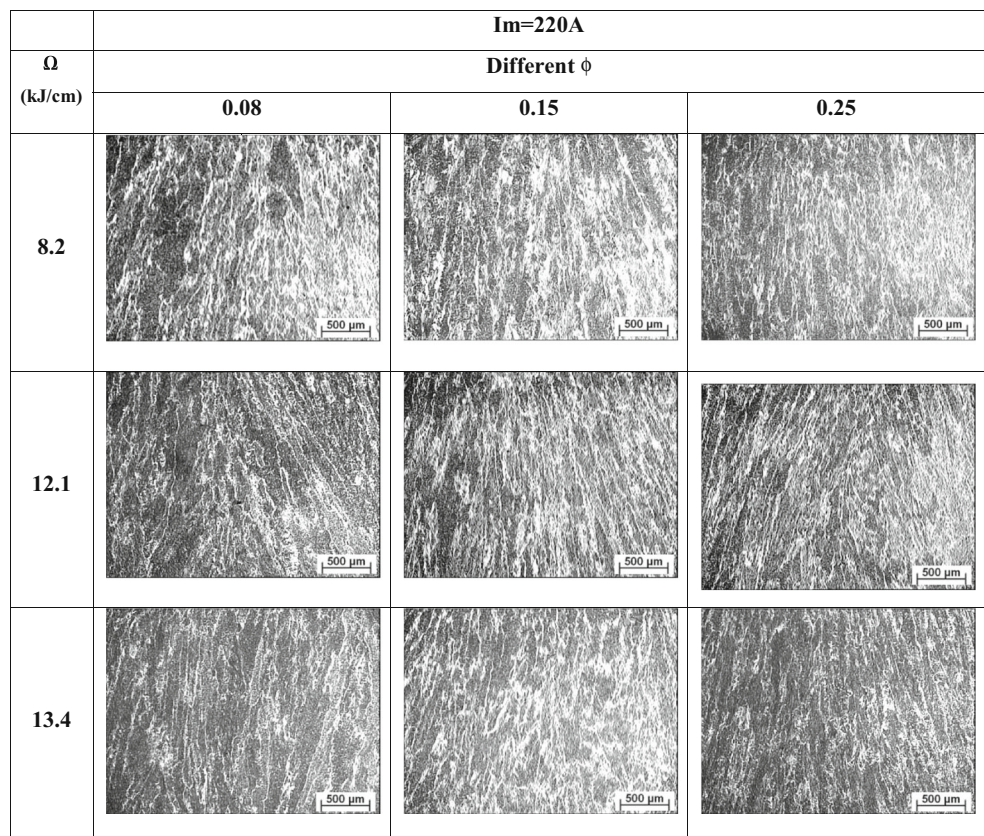 Im=220A
Ω
(kJ/cm)
Different ϕ
0.08 0.15 0.25
8.2
500 µm 500 µm 500 µm
12.1
500 µm 500 µm 500 µm
13.4
500 µm 500 µm 500 µm